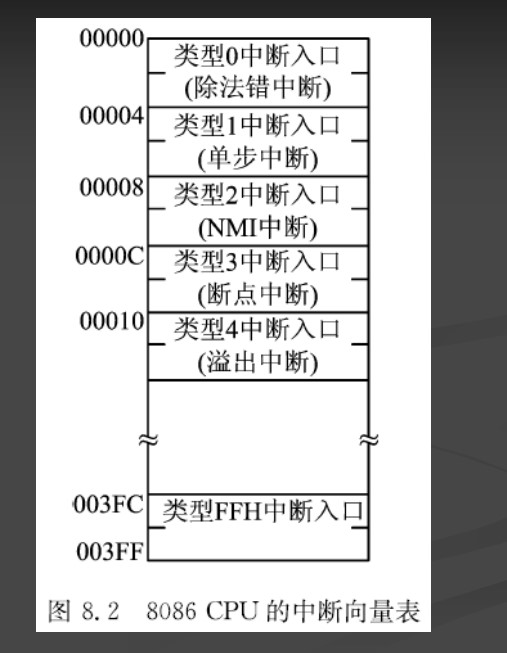 00000
类型0中断入口
(除法错中断)
00004
类型1中断入口
(单步中断)
00008
类型2中断入口
(NMI中断)
0000C
类型3中断入口
(断点中断)
00010
类型4中断入口
(溢出中断)
003FC
类型FFH中断入口
003FF
图 8.2 8086 CPU 的中断向量表